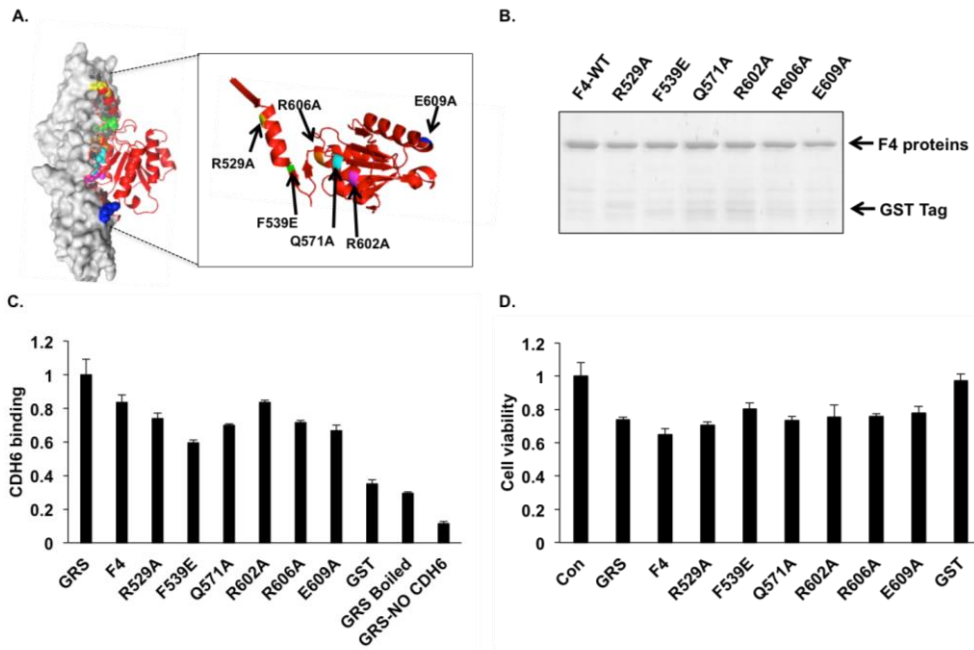 A.
R529A
F539E
R606A
Q571A
R602A
E609A
B.
F4-WT
R529A
F539E
Q571A
R602A
R606A
E609A
F4 proteins
GST Tag
C.
CDH6 binding
1.2
1
0.8
0.6
0.4
0.2
0
GRS
F4
R529A
F539E
Q571A
R602A
R606A
E609A
GST
GRS Boiled
GRS-NO CDH6
D.
Cell viability
1.2
1
0.8
0.6
0.4
0.2
0
Con
GRS
F4
R529A
F539E
Q571A
R602A
R606A
E609A
GST